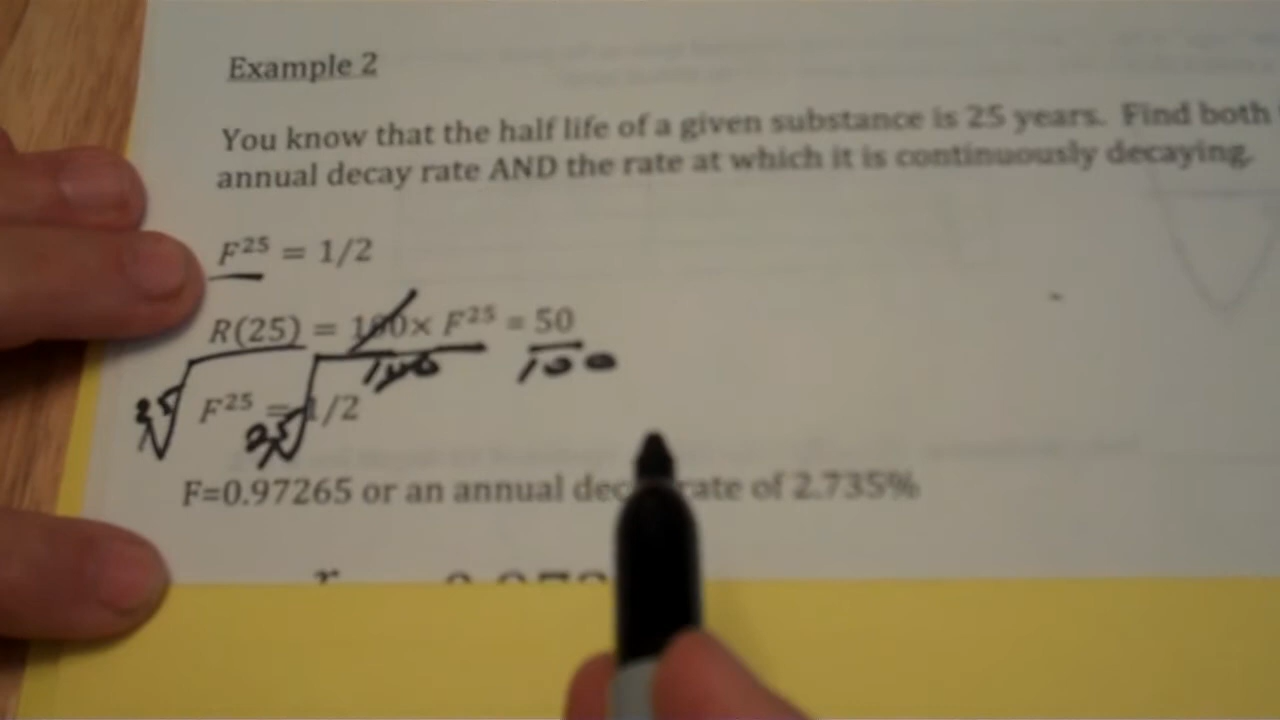 Example 2
You know that the half life of a given substance is 25 years. Find both
annual decay rate AND the rate at which it is continuously decaying.
F²⁵ = 1/2
R(25) = 100× F²⁵ = 50
100 100
25 F²⁵ = 25 1/2
F=0.97265 or an annual decay rate of 2.735%